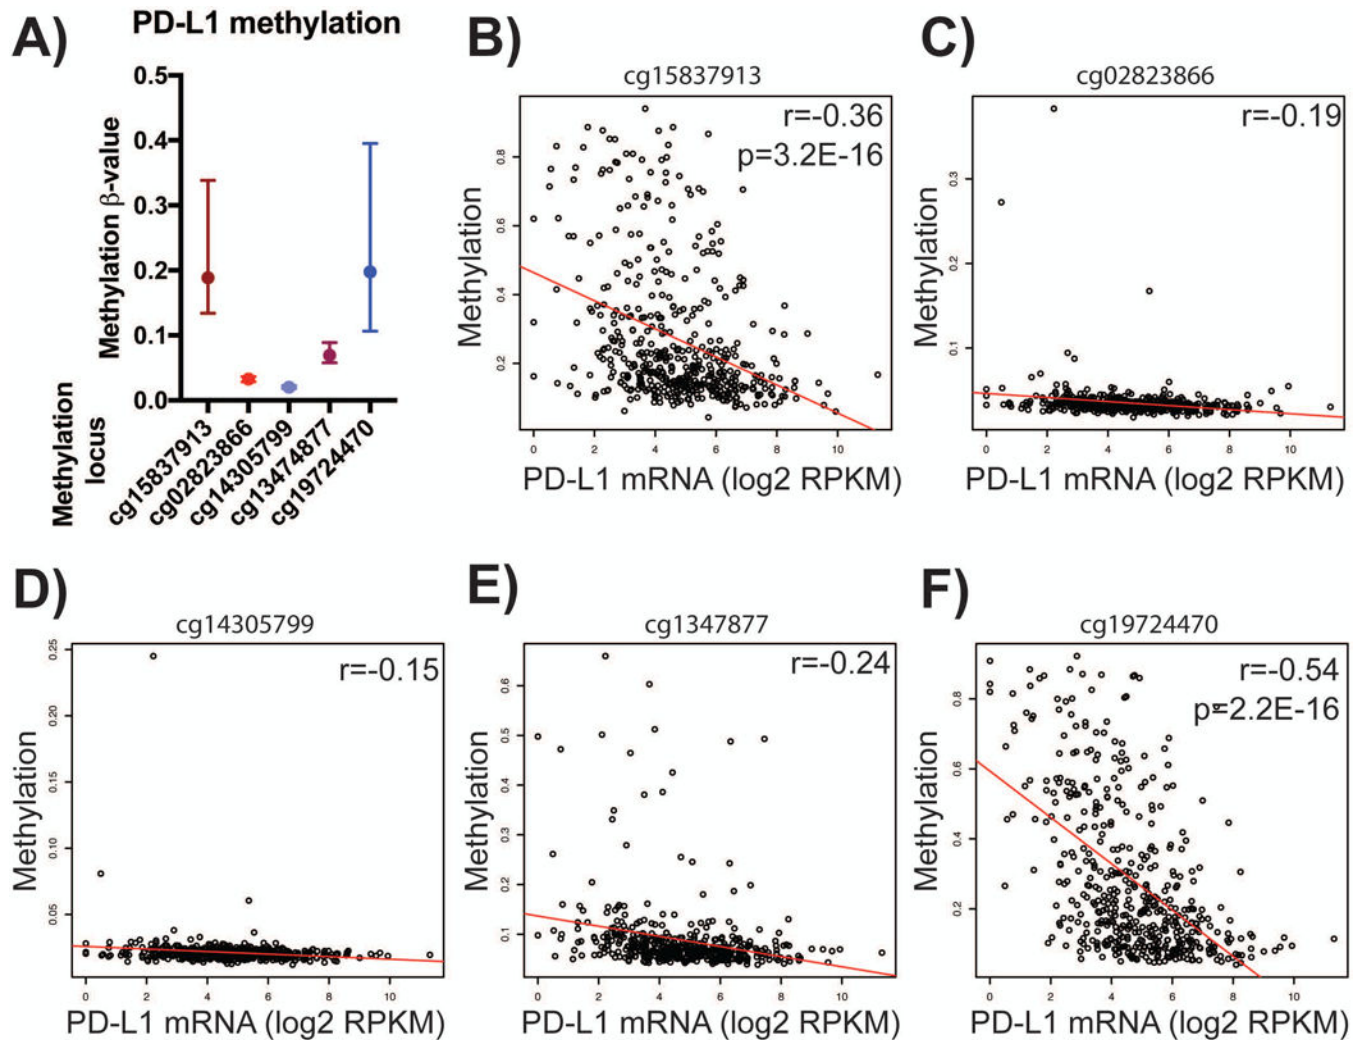 A)
PD-L1 methylation
Methylation β-value
0.5
0.4
0.3
0.2
0.1
0.0
Methylation
locus
cg15837913
cg02823866
cg14305799
cg13474877
cg19724470
B)
cg15837913
r=-0.36
p=3.2E-16
Methylation
0.8
0.6
0.4
0.2
0 2 4 6 8 10
PD-L1 mRNA (log2 RPKM)
C)
cg02823866
r=-0.19
Methylation
0.3
0.2
0.1
0 2 4 6 8 10
PD-L1 mRNA (log2 RPKM)
D)
cg14305799
r=-0.15
Methylation
0.25
0.20
0.15
0.10
0.05
0 2 4 6 8 10
PD-L1 mRNA (log2 RPKM)
E)
cg1347877
r=-0.24
Methylation
0.6
0.5
0.4
0.3
0.2
0.1
0 2 4 6 8 10
PD-L1 mRNA (log2 RPKM)
F)
cg19724470
r=-0.54
p=2.2E-16
Methylation
0.8
0.6
0.4
0.2
0 2 4 6 8 10
PD-L1 mRNA (log2 RPKM)